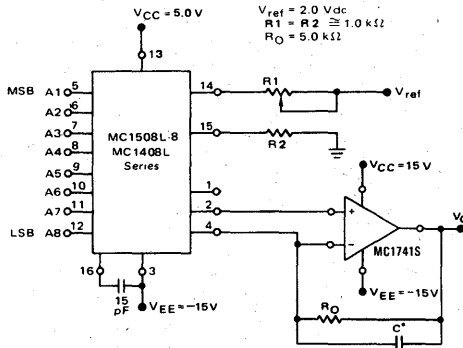 VCC = 5.0 V
Vref = 2.0 Vdc
R1 = R2 ≅ 1.0 kΩ
RO = 5.0 kΩ
13
MSB A1 5
A2 6
A3 7
A4 8
A5 9
A6 10
A7 11
LSB A8 12
MC1508L-8
MC1408L
Series
14
R1
Vref
15
R2
1
2
4
VCC = 15 V
+
−
MC1741S
VO
VEE = −15V
16
3
15
pF
VEE = −15V
RO
C*